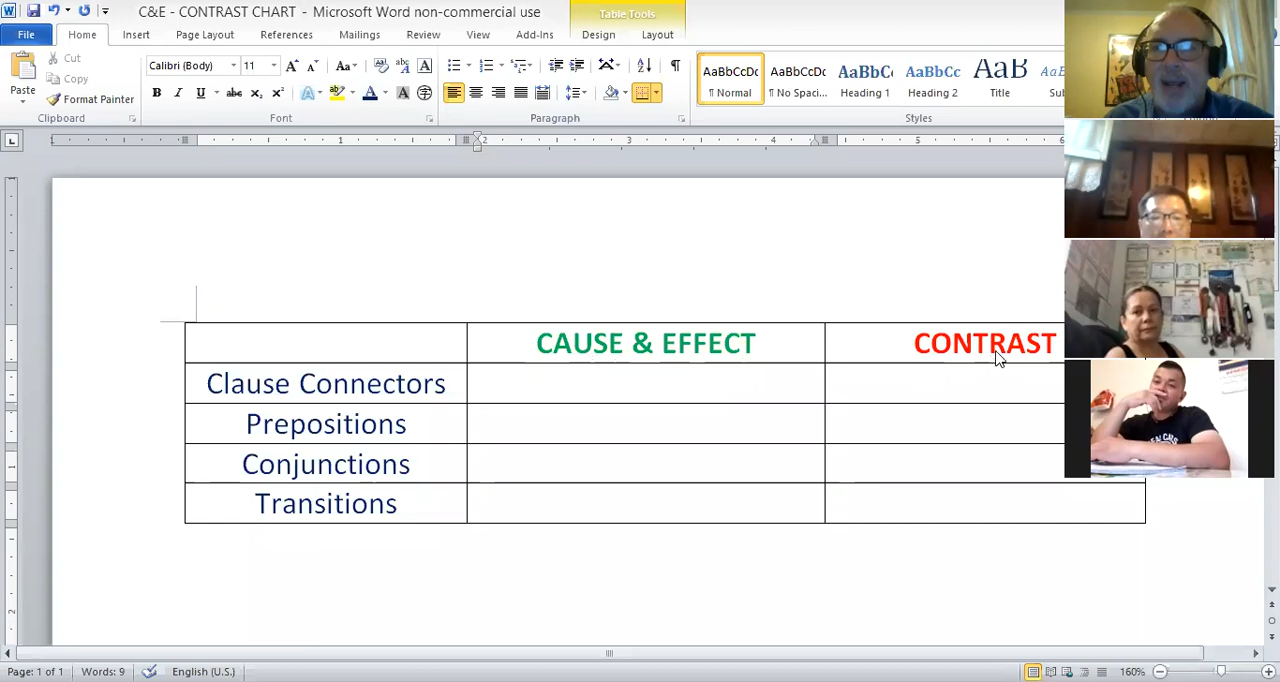 C&E - CONTRAST CHART - Microsoft Word non-commercial use
Table Tools
File Home Insert Page Layout References Mailings Review View Add-Ins Design Layout
Cut
Copy
Format Painter
Paste
Clipboard
Calibri (Body) 11
Font
Paragraph
AaBbCcDc AaBbCcDc AaBbCc AaBbCc AaB
¶ Normal ¶ No Spaci... Heading 1 Heading 2 Title
Styles
CAUSE & EFFECT CONTRAST
Clause Connectors
Prepositions
Conjunctions
Transitions
Page: 1 of 1 Words: 9 English (U.S.) 160%